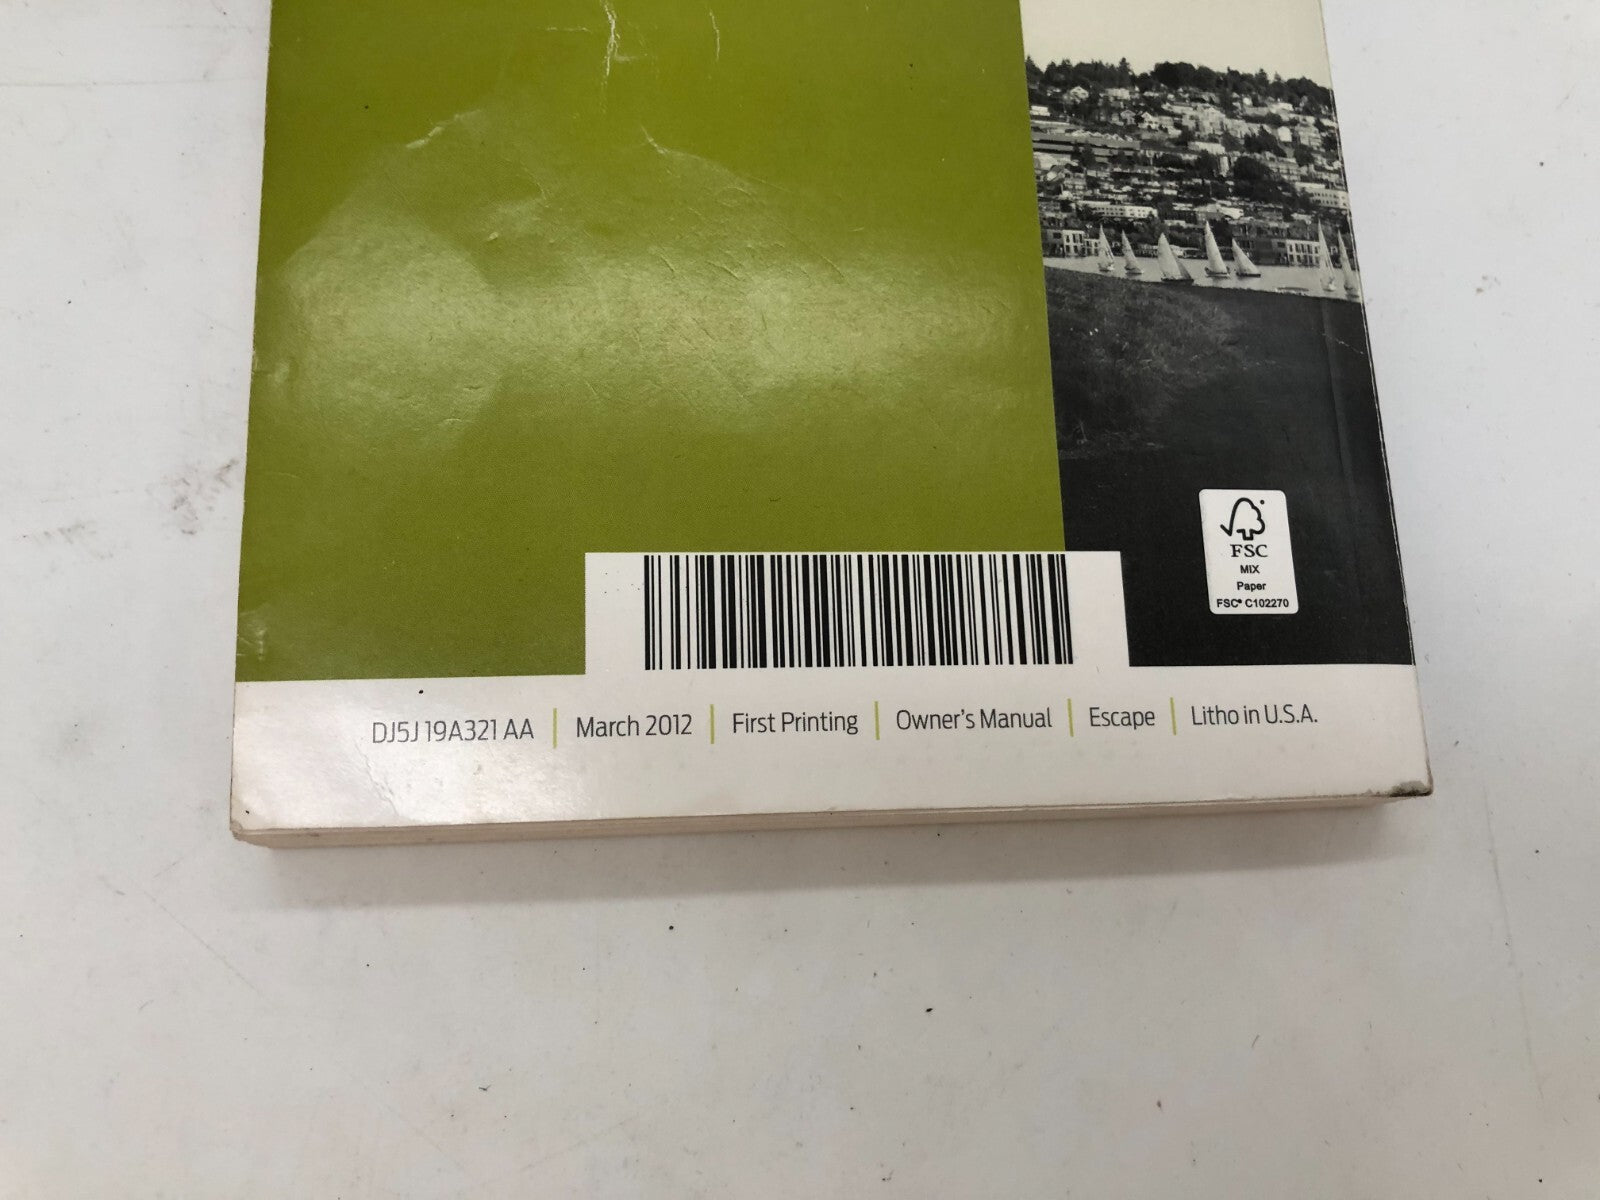 FSC
MIX
Paper
FSC® C102270
DJ5J 19A321 AA | March 2012 | First Printing | Owner's Manual | Escape | Litho in U.S.A.